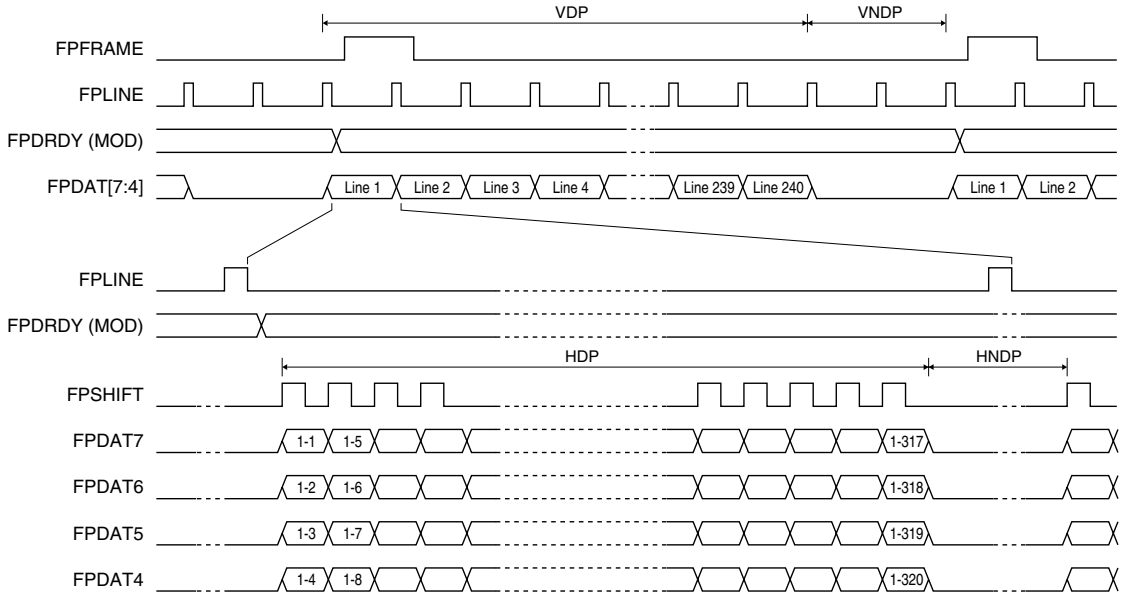 VDP VNDP
FPFRAME
FPLINE
FPDRDY (MOD)
FPDAT[7:4] Line 1 Line 2 Line 3 Line 4 Line 239 Line 240 Line 1 Line 2
FPLINE
FPDRDY (MOD)
HDP HNDP
FPSHIFT
FPDAT7 1-1 1-5 1-317
FPDAT6 1-2 1-6 1-318
FPDAT5 1-3 1-7 1-319
FPDAT4 1-4 1-8 1-320